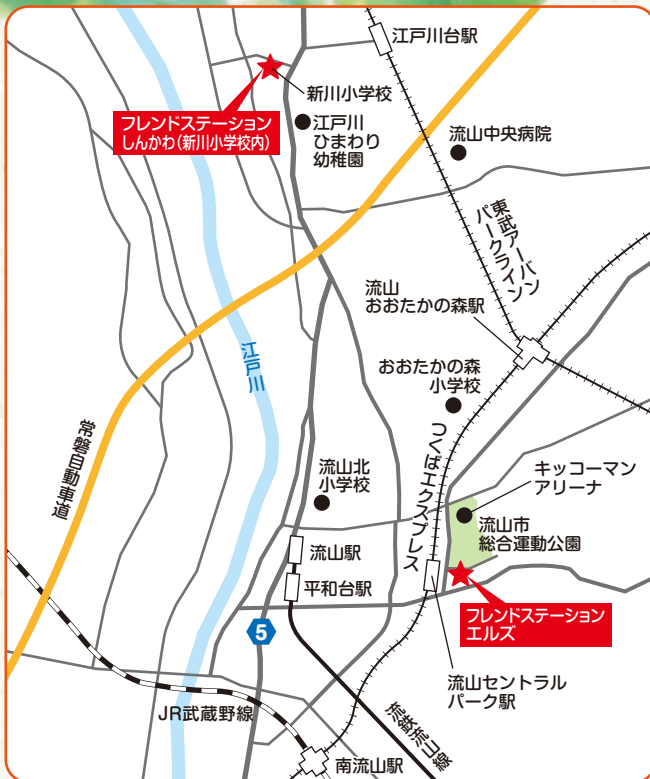 江戸川台駅
新川小学校
フレンドステーション
しんかわ(新川小学校内)
江戸川
ひまわり
幼稚園
流山中央病院
東武アーバン
パークライン
流山
おおたかの森駅
江戸川
おおたかの森
小学校
常磐自動車道
つくばエクスプレス
キッコーマン
アリーナ
流山北
小学校
流山市
総合運動公園
流山駅
平和台駅
フレンドステーション
エルズ
5
流山セントラル
パーク駅
JR武蔵野線
流鉄流山線
南流山駅